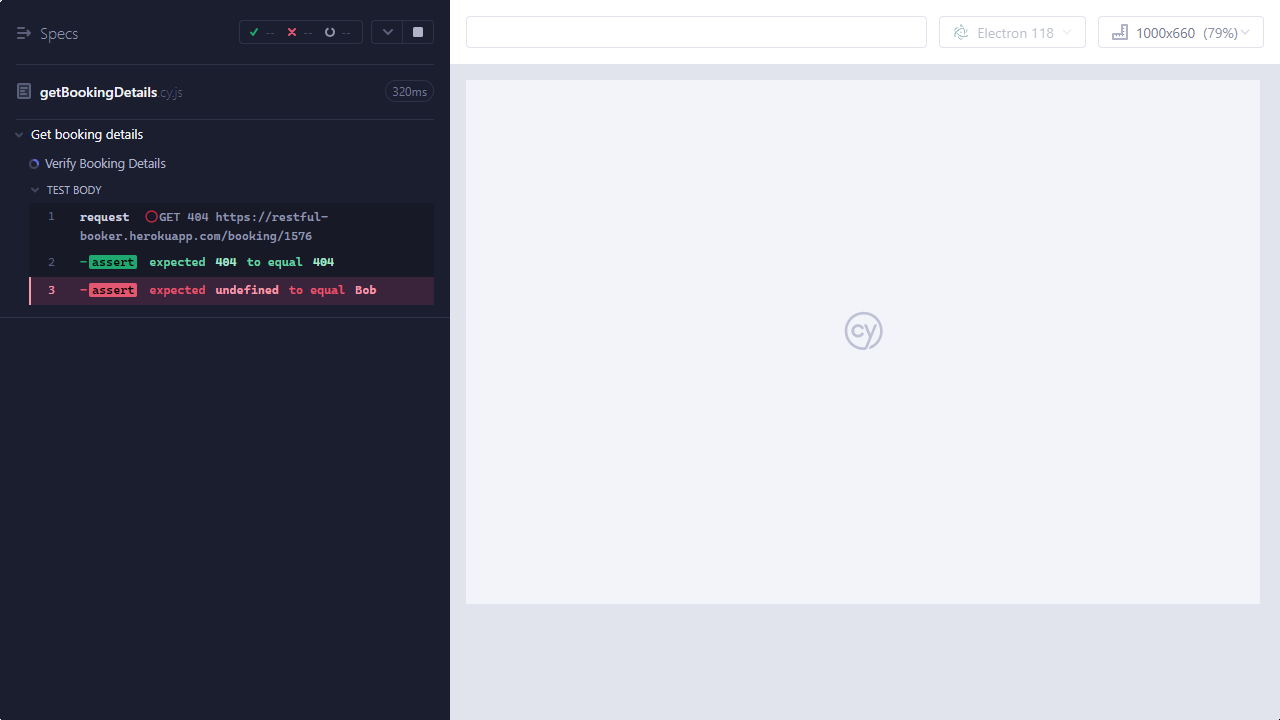 Specs
-- -- --
getBookingDetails.cy.js 320ms
Get booking details
Verify Booking Details
TEST BODY
1 request GET 404 https://restful-
booker.herokuapp.com/booking/1576
2 -assert expected 404 to equal 404
3 -assert expected undefined to equal Bob
Electron 118
1000x660 (79%)
cy